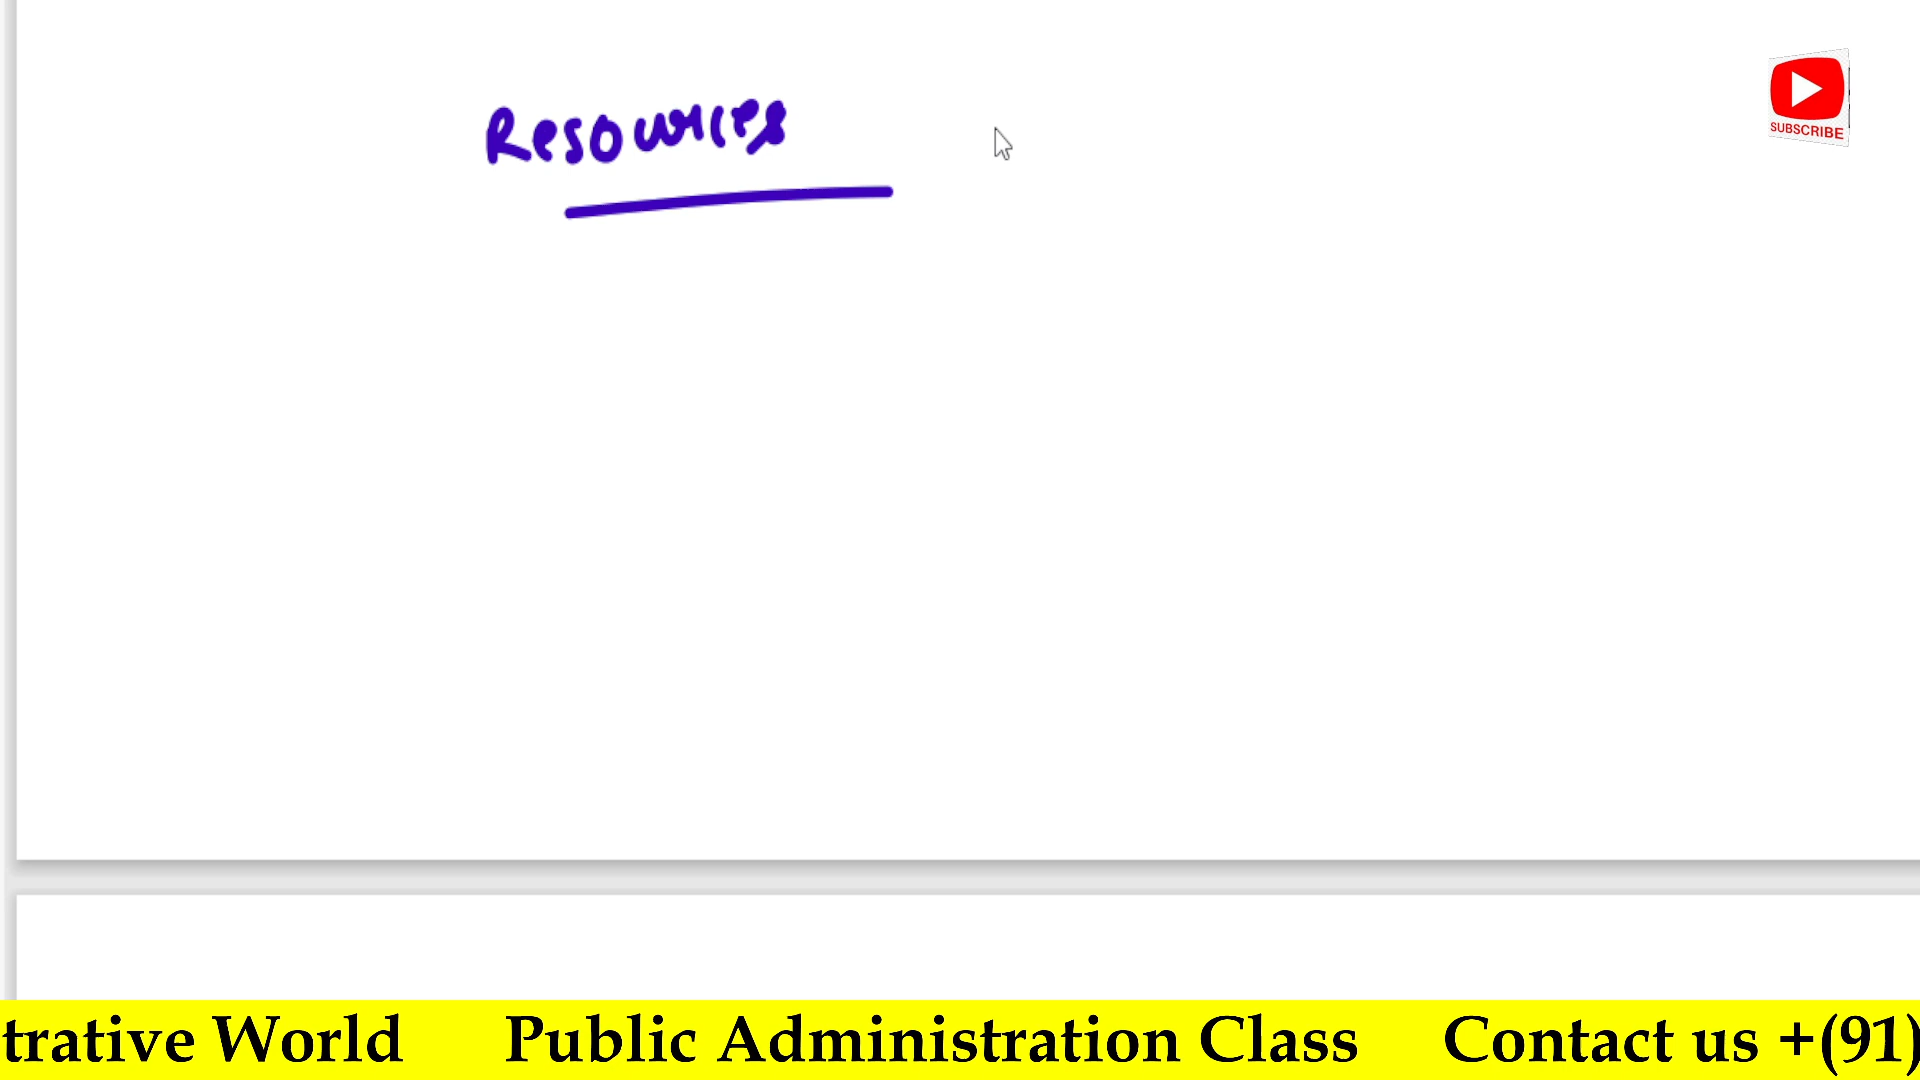 Resources
SUBSCRIBE
trative World Public Administration Class Contact us +(91)